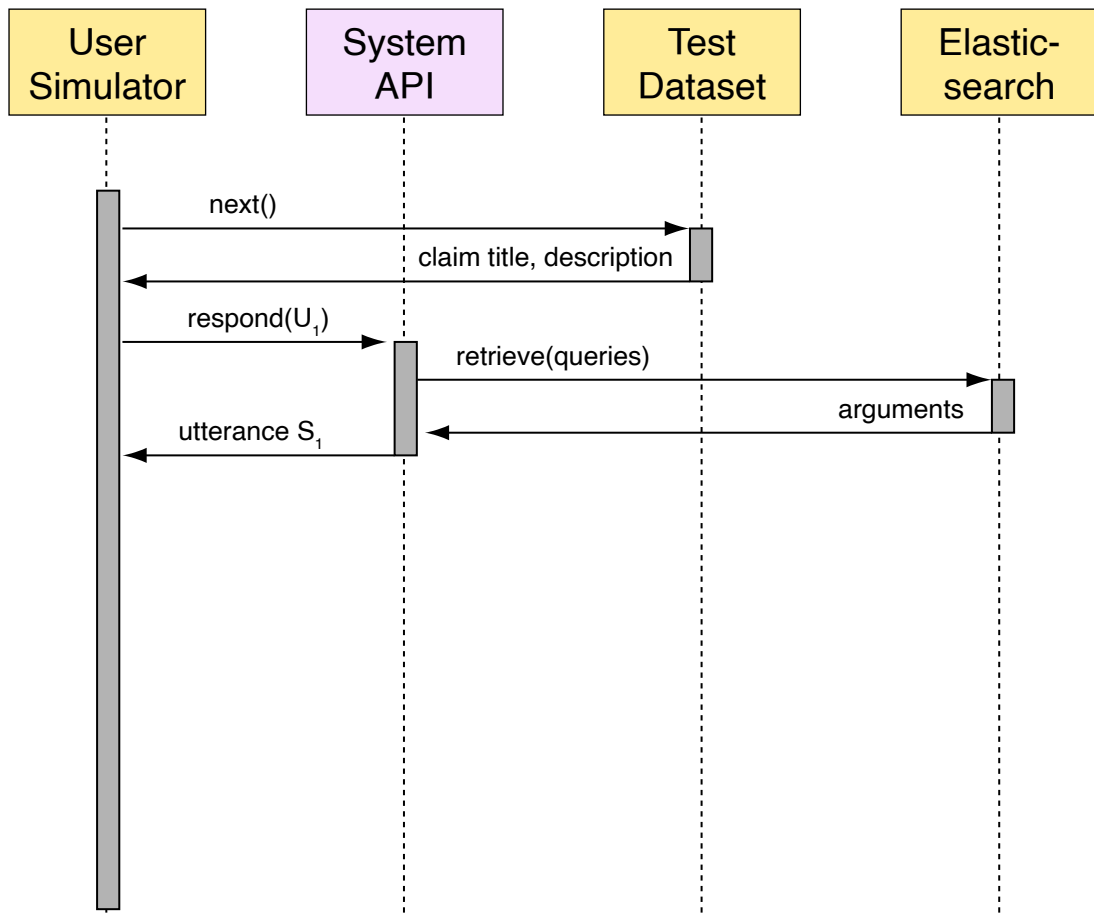 User
Simulator
System
API
Test
Dataset
Elastic-
search
next()
claim title, description
respond(U₁)
retrieve(queries)
arguments
utterance S₁